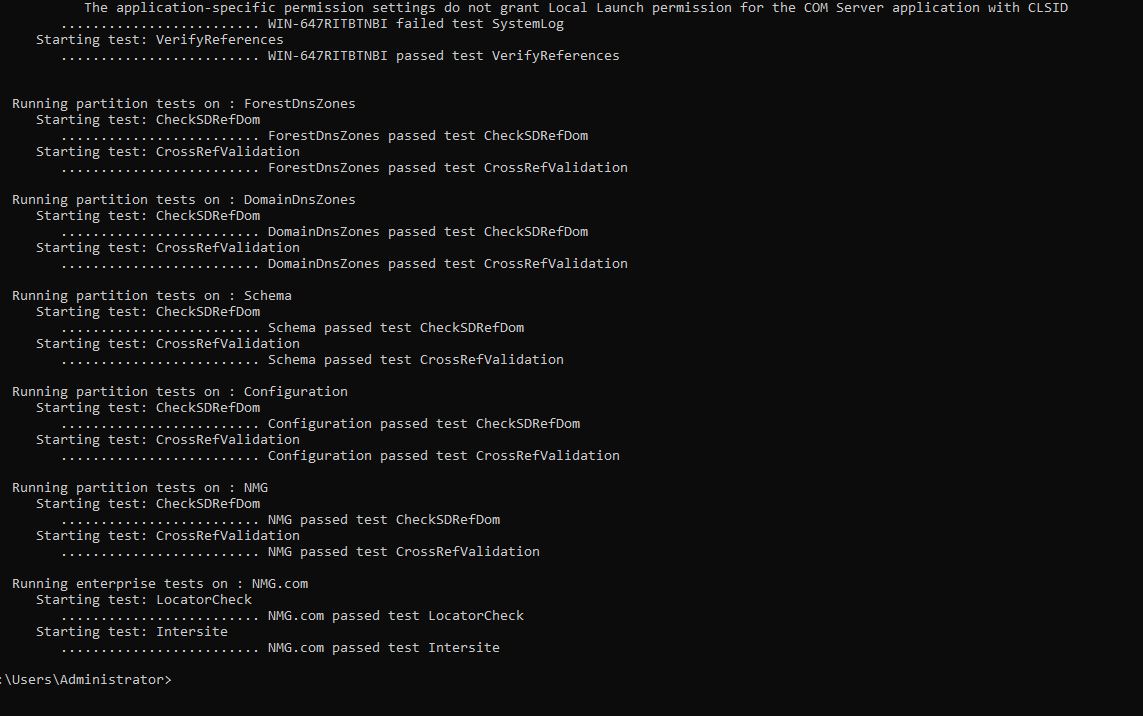 The application-specific permission settings do not grant Local Launch permission for the COM Server application with CLSID
......................... WIN-647RITBTNBI failed test SystemLog
Starting test: VerifyReferences
......................... WIN-647RITBTNBI passed test VerifyReferences
Running partition tests on : ForestDnsZones
Starting test: CheckSDRefDom
......................... ForestDnsZones passed test CheckSDRefDom
Starting test: CrossRefValidation
......................... ForestDnsZones passed test CrossRefValidation
Running partition tests on : DomainDnsZones
Starting test: CheckSDRefDom
......................... DomainDnsZones passed test CheckSDRefDom
Starting test: CrossRefValidation
......................... DomainDnsZones passed test CrossRefValidation
Running partition tests on : Schema
Starting test: CheckSDRefDom
......................... Schema passed test CheckSDRefDom
Starting test: CrossRefValidation
......................... Schema passed test CrossRefValidation
Running partition tests on : Configuration
Starting test: CheckSDRefDom
......................... Configuration passed test CheckSDRefDom
Starting test: CrossRefValidation
......................... Configuration passed test CrossRefValidation
Running partition tests on : NMG
Starting test: CheckSDRefDom
......................... NMG passed test CheckSDRefDom
Starting test: CrossRefValidation
......................... NMG passed test CrossRefValidation
Running enterprise tests on : NMG.com
Starting test: LocatorCheck
......................... NMG.com passed test LocatorCheck
Starting test: Intersite
......................... NMG.com passed test Intersite
:\Users\Administrator>